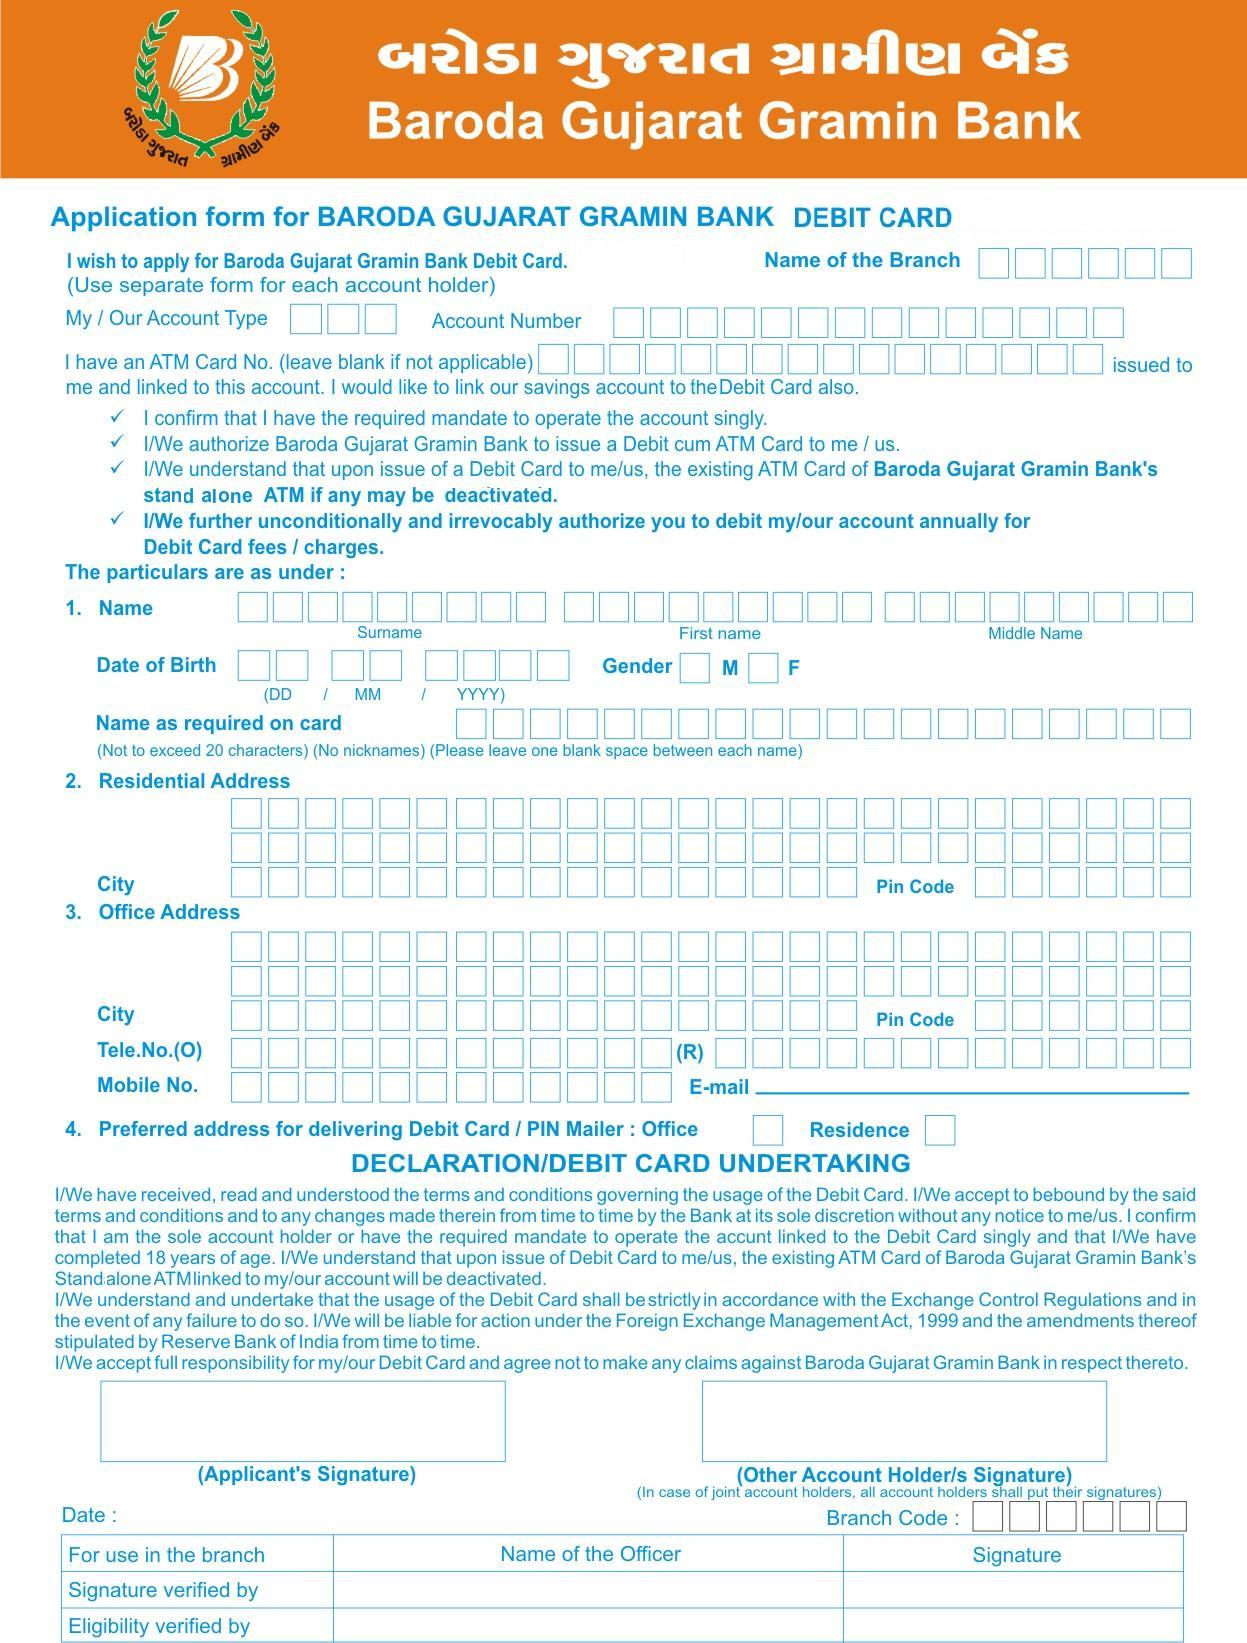 બરોડા ગુજરાત ગ્રામીણ બેંક
Baroda Gujarat Gramin Bank
બરોડા ગુજરાત ગ્રામીણ બેંક
Application form for BARODA GUJARAT GRAMIN BANK DEBIT CARD
I wish to apply for Baroda Gujarat Gramin Bank Debit Card. Name of the Branch
(Use separate form for each account holder)
My / Our Account Type Account Number
I have an ATM Card No. (leave blank if not applicable) issued to
me and linked to this account. I would like to link our savings account to the Debit Card also.
✓ I confirm that I have the required mandate to operate the account singly.
✓ I/We authorize Baroda Gujarat Gramin Bank to issue a Debit cum ATM Card to me / us.
✓ I/We understand that upon issue of a Debit Card to me/us, the existing ATM Card of Baroda Gujarat Gramin Bank's
stand alone ATM if any may be deactivated.
✓ I/We further unconditionally and irrevocably authorize you to debit my/our account annually for
Debit Card fees / charges.
The particulars are as under :
1. Name
Surname First name Middle Name
Date of Birth Gender M F
(DD / MM / YYYY)
Name as required on card
(Not to exceed 20 characters) (No nicknames) (Please leave one blank space between each name)
2. Residential Address
City Pin Code
3. Office Address
City Pin Code
Tele.No.(O) (R)
Mobile No. E-mail
4. Preferred address for delivering Debit Card / PIN Mailer : Office Residence
DECLARATION/DEBIT CARD UNDERTAKING
I/We have received, read and understood the terms and conditions governing the usage of the Debit Card. I/We accept to bebound by the said
terms and conditions and to any changes made therein from time to time by the Bank at its sole discretion without any notice to me/us. I confirm
that I am the sole account holder or have the required mandate to operate the accunt linked to the Debit Card singly and that I/We have
completed 18 years of age. I/We understand that upon issue of Debit Card to me/us, the existing ATM Card of Baroda Gujarat Gramin Bank's
Standalone ATM linked to my/our account will be deactivated.
I/We understand and undertake that the usage of the Debit Card shall be strictly in accordance with the Exchange Control Regulations and in
the event of any failure to do so. I/We will be liable for action under the Foreign Exchange Management Act, 1999 and the amendments thereof
stipulated by Reserve Bank of India from time to time.
I/We accept full responsibility for my/our Debit Card and agree not to make any claims against Baroda Gujarat Gramin Bank in respect thereto.
(Applicant's Signature) (Other Account Holder/s Signature)
(In case of joint account holders, all account holders shall put their signatures)
Date : Branch Code :
For use in the branch Name of the Officer Signature
Signature verified by
Eligibility verified by